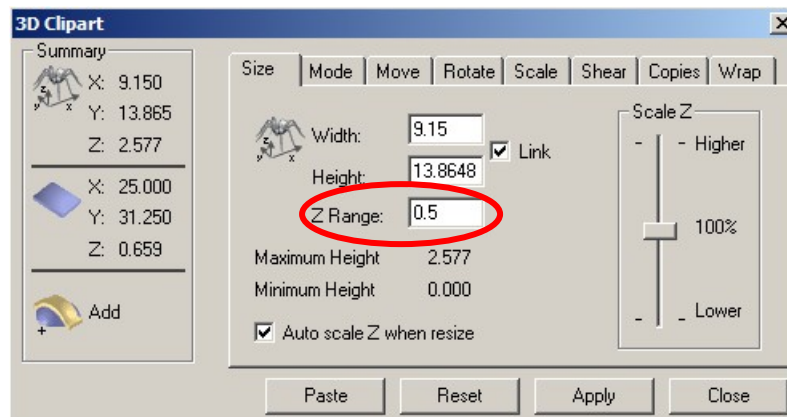 3D Clipart
Summary
X: 9.150
Y: 13.865
Z: 2.577
X: 25.000
Y: 31.250
Z: 0.659
Add
Size Mode Move Rotate Scale Shear Copies Wrap
z
y x
Width: 9.15
Link
Height: 13.8648
Z Range: 0.5
Maximum Height 2.577
Minimum Height 0.000
Auto scale Z when resize
Scale Z
- - Higher
100%
- - Lower
Paste Reset Apply Close